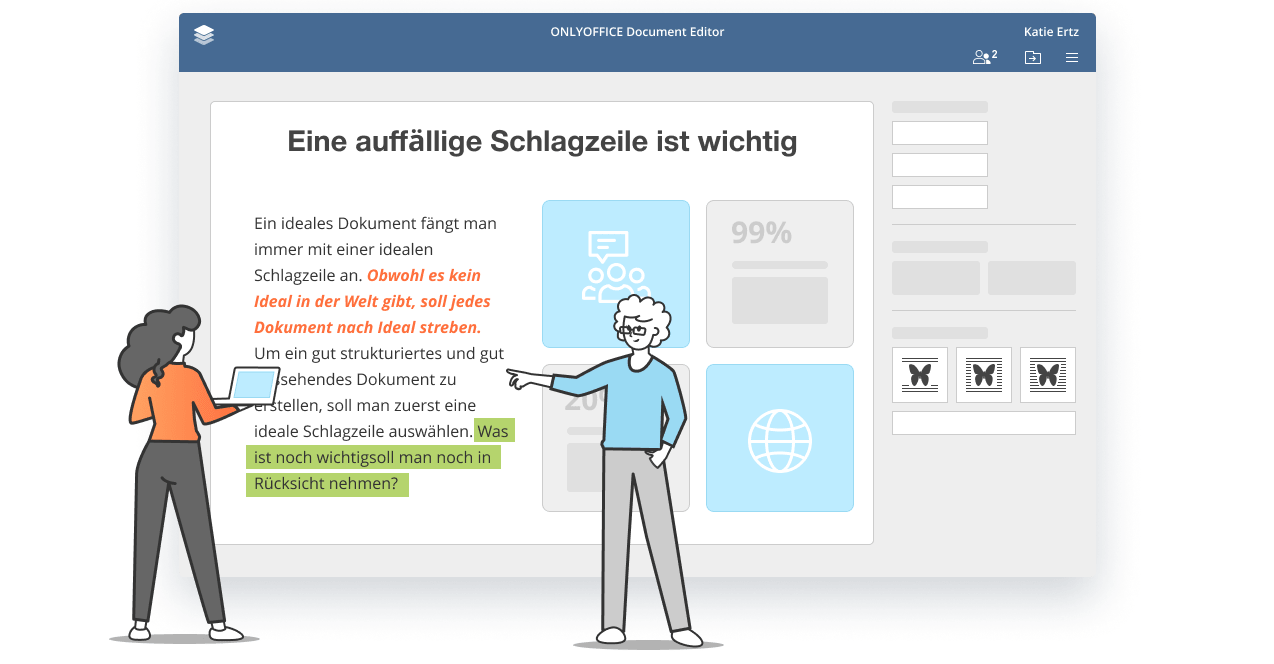 ONLYOFFICE Document Editor
Katie Ertz
2
Eine auffällige Schlagzeile ist wichtig
Ein ideales Dokument fängt man
immer mit einer idealen
Schlagzeile an. Obwohl es kein
Ideal in der Welt gibt, soll jedes
Dokument nach Ideal streben.
Um ein gut strukturiertes und gut
sehendes Dokument zu
erstellen, soll man zuerst eine
ideale Schlagzeile auswählen. Was
ist noch wichtigsoll man noch in
Rücksicht nehmen?
99%